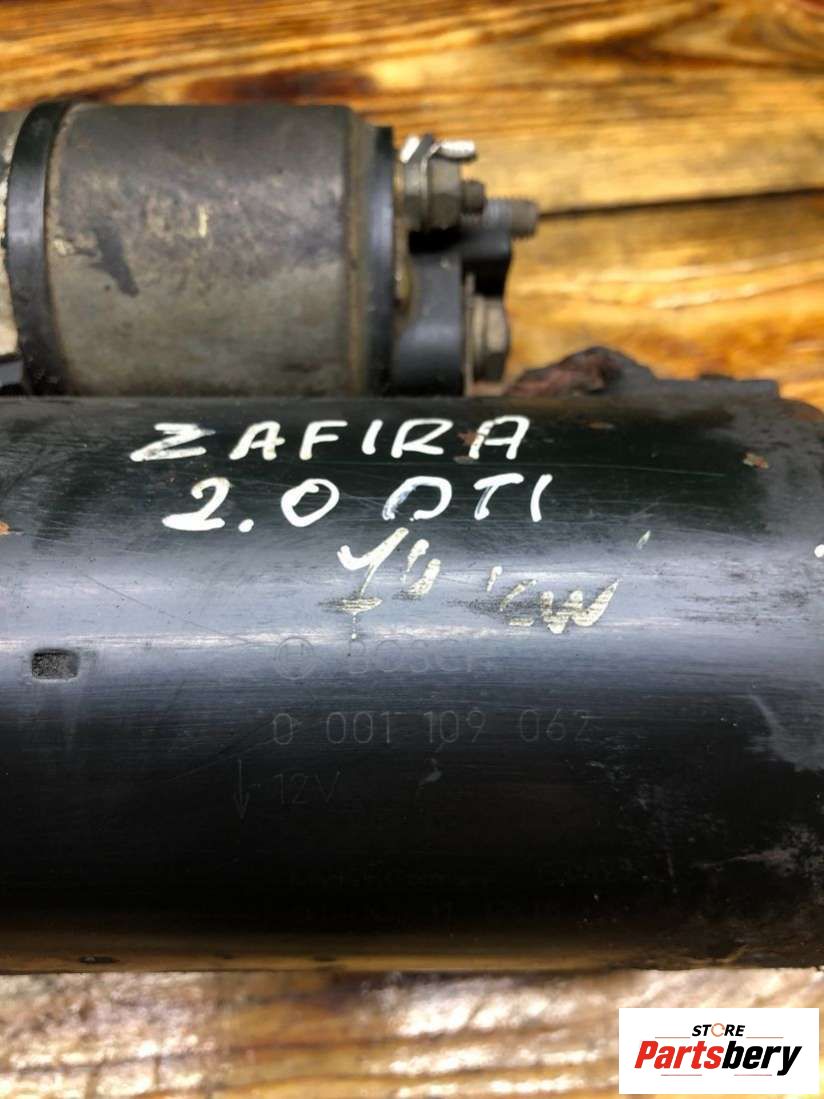 ZAFIRA
2.0 DTI
BOSCH
0 001 109 062
12V
STORE
Partsbery